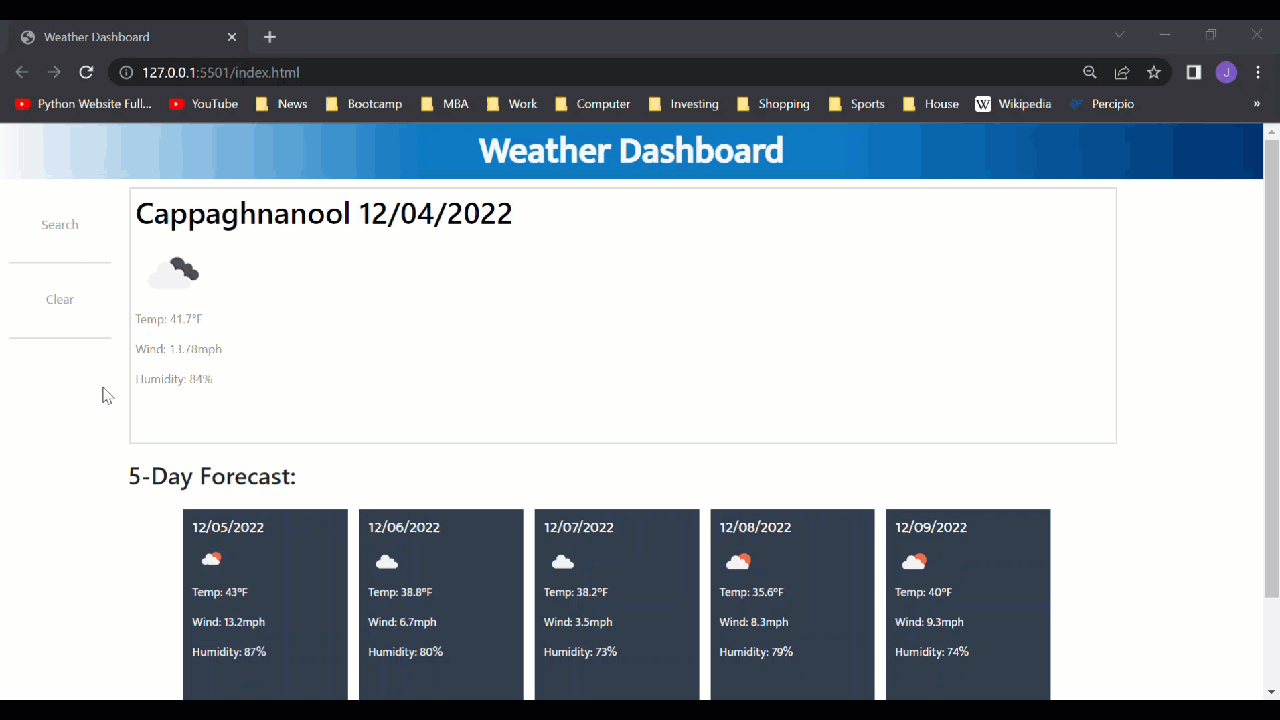 Weather Dashboard
127.0.0.1:5501/index.html
J
Python Website Full... YouTube News Bootcamp MBA Work Computer Investing Shopping Sports House W Wikipedia Percipio »
Weather Dashboard
Search
Clear
Cappaghnanool 12/04/2022
Temp: 41.7°F
Wind: 13.78mph
Humidity: 84%
5-Day Forecast:
12/05/2022
Temp: 43°F
Wind: 13.2mph
Humidity: 87%
12/06/2022
Temp: 38.8°F
Wind: 6.7mph
Humidity: 80%
12/07/2022
Temp: 38.2°F
Wind: 3.5mph
Humidity: 73%
12/08/2022
Temp: 35.6°F
Wind: 8.3mph
Humidity: 79%
12/09/2022
Temp: 40°F
Wind: 9.3mph
Humidity: 74%